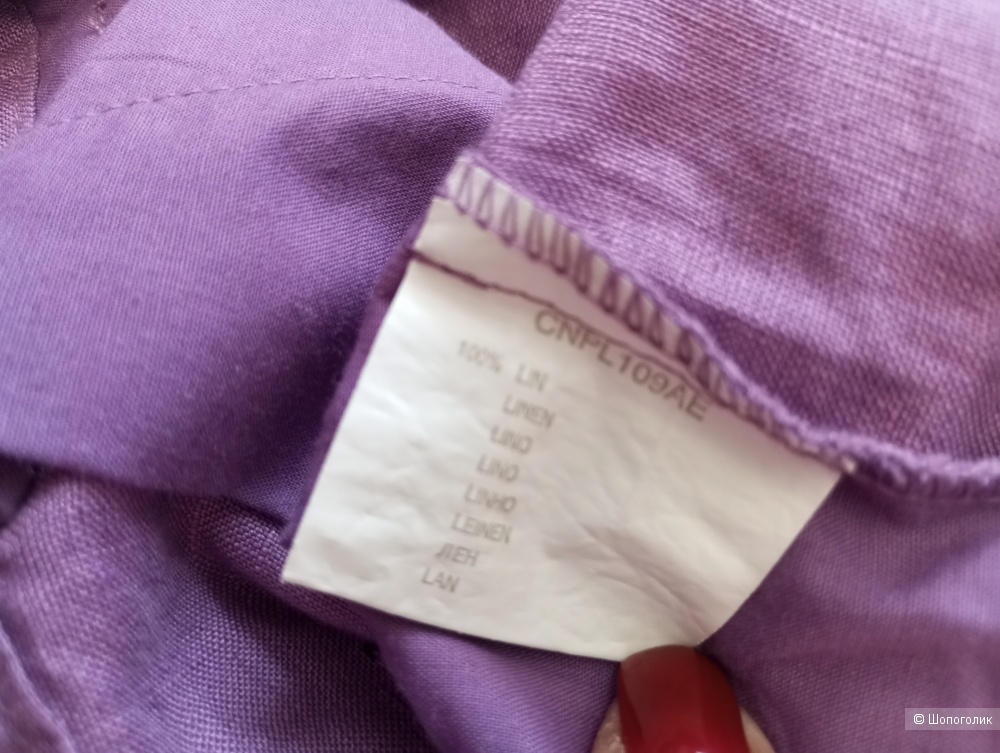 CNPL109AE
100% LIN
LINEN
LINO
LINO
LINHO
LEINEN
ЛЕН
LAN
© Шопоголик